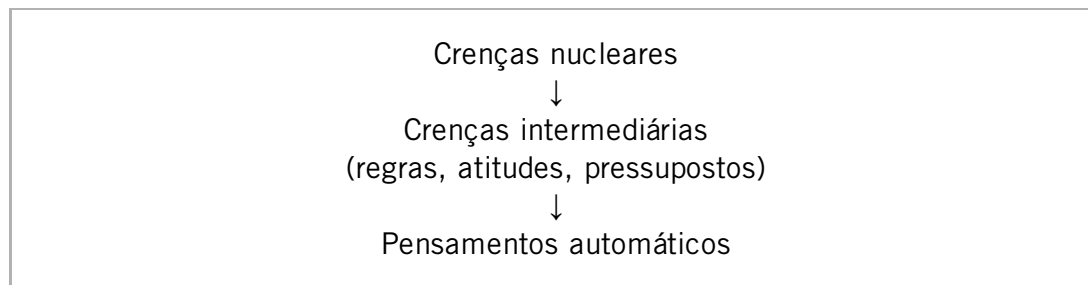 Crenças nucleares
↓
Crenças intermediárias
(regras, atitudes, pressupostos)
↓
Pensamentos automáticos